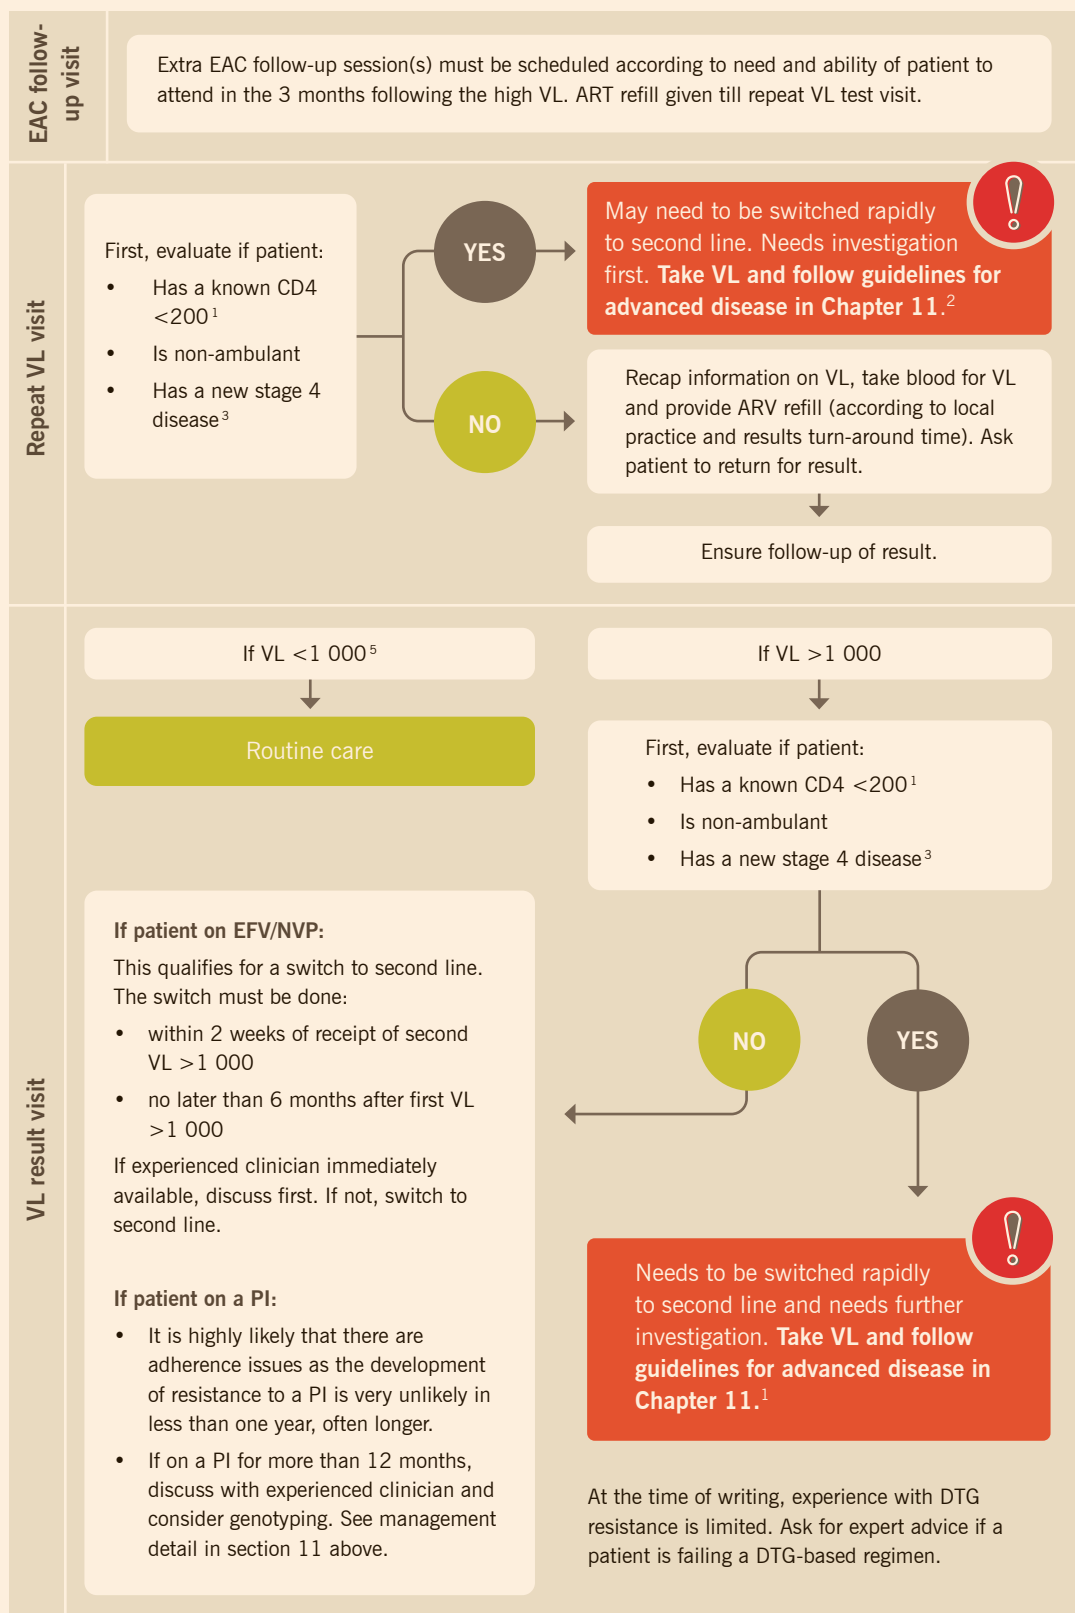 EAC follow-
up visit
Extra EAC follow-up session(s) must be scheduled according to need and ability of patient to
attend in the 3 months following the high VL. ART refill given till repeat VL test visit.
Repeat VL visit
First, evaluate if patient:
• Has a known CD4
<200 1
• Is non-ambulant
• Has a new stage 4
disease 3
YES
May need to be switched rapidly
to second line. Needs investigation
first. Take VL and follow guidelines for
advanced disease in Chapter 11.2
NO
Recap information on VL, take blood for VL
and provide ARV refill (according to local
practice and results turn-around time). Ask
patient to return for result.
Ensure follow-up of result.
VL result visit
If VL <1 000 5
Routine care
If VL >1 000
First, evaluate if patient:
• Has a known CD4 <200 1
• Is non-ambulant
• Has a new stage 4 disease 3
NO
YES
If patient on EFV/NVP:
This qualifies for a switch to second line.
The switch must be done:
• within 2 weeks of receipt of second
VL >1 000
• no later than 6 months after first VL
>1 000
If experienced clinician immediately
available, discuss first. If not, switch to
second line.
If patient on a PI:
• It is highly likely that there are
adherence issues as the development
of resistance to a PI is very unlikely in
less than one year, often longer.
• If on a PI for more than 12 months,
discuss with experienced clinician and
consider genotyping. See management
detail in section 11 above.
Needs to be switched rapidly
to second line and needs further
investigation. Take VL and follow
guidelines for advanced disease in
Chapter 11.1
At the time of writing, experience with DTG
resistance is limited. Ask for expert advice if a
patient is failing a DTG-based regimen.